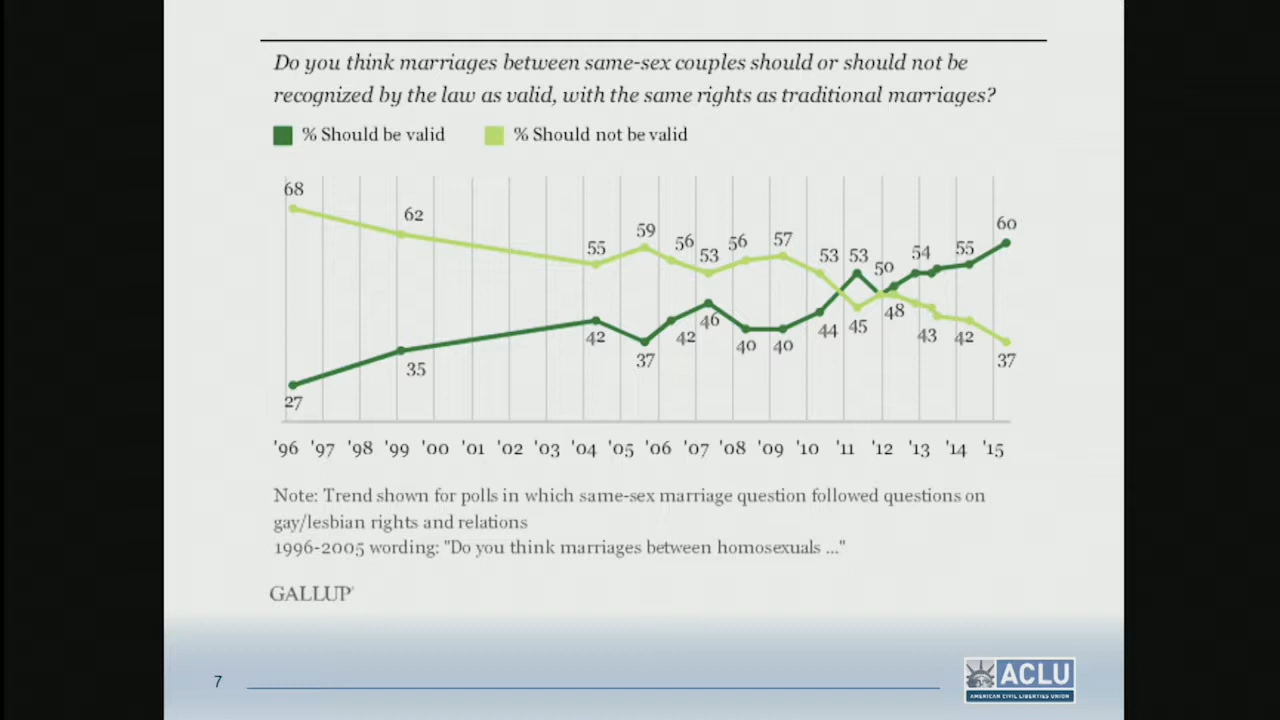 Do you think marriages between same-sex couples should or should not be
recognized by the law as valid, with the same rights as traditional marriages?
% Should be valid % Should not be valid
68 62 55 59 56 53 56 57 53 53 50 54 55 60
27 35 42 37 42 46 40 40 44 45 48 43 42 37
'96 '97 '98 '99 '00 '01 '02 '03 '04 '05 '06 '07 '08 '09 '10 '11 '12 '13 '14 '15
Note: Trend shown for polls in which same-sex marriage question followed questions on
gay/lesbian rights and relations
1996-2005 wording: "Do you think marriages between homosexuals ..."
GALLUP®
7
ACLU
AMERICAN CIVIL LIBERTIES UNION